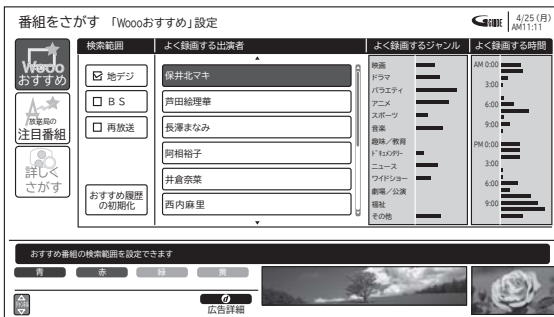 番組をさがす 「Woooおすすめ」設定
G GUIDE
4/25 (月)
AM11:11
Wooo
おすすめ
放送局の
注目番組
詳しく
さがす
検索範囲
地デジ
BS
再放送
おすすめ履歴
の初期化
よく録画する出演者
保井北マキ
芦田絵理華
長澤まなみ
阿相裕子
井倉奈菜
西内麻里
よく録画するジャンル
映画
ドラマ
バラエティ
アニメ
スポーツ
音楽
趣味/教育
ドキュメンタリー
ニュース
ワイドショー
劇場/公演
福祉
その他
よく録画する時間
AM 0:00
3:00
6:00
9:00
PM 0:00
3:00
6:00
9:00
おすすめ番組の検索範囲を設定できます
青
赤
緑
黄
d
広告詳細